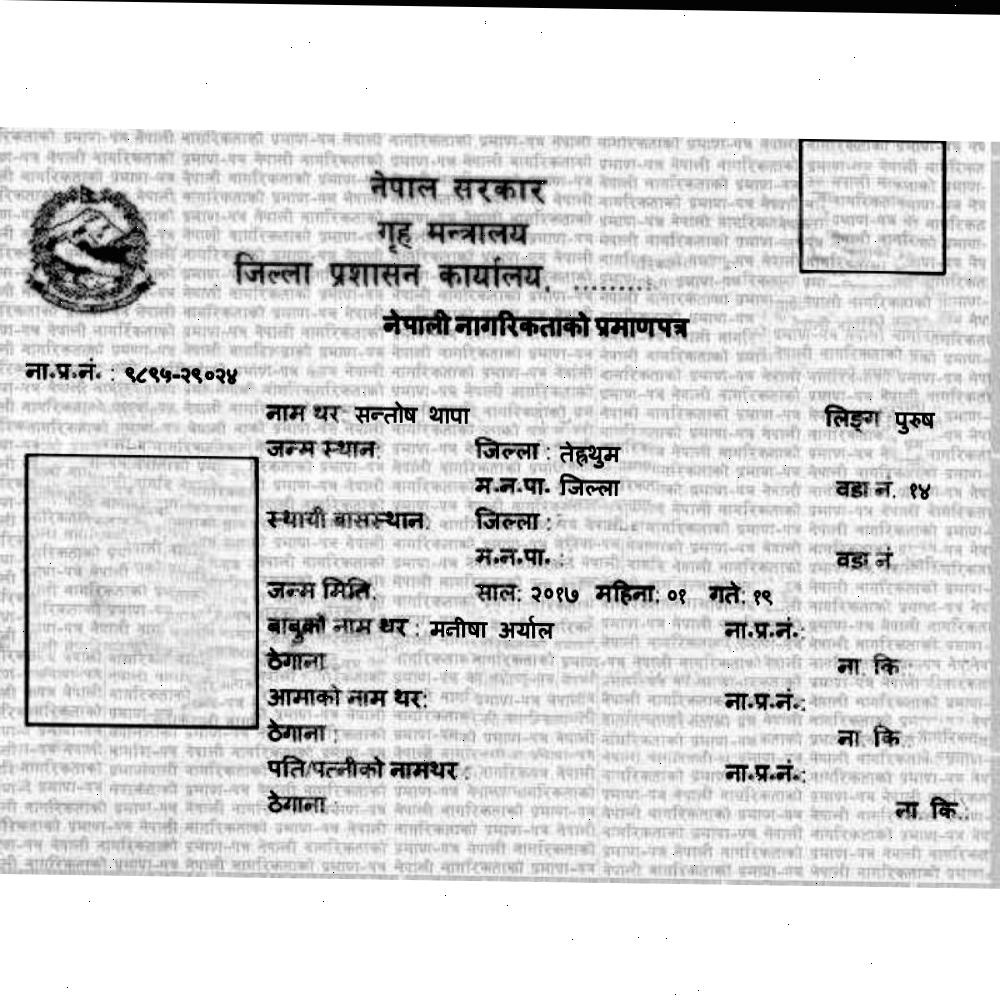 नेपाल सरकार
गृह मन्त्रालय
जिल्ला प्रशासन कार्यालय, .........
नेपाली नागरिकताको प्रमाणपत्र
ना.प्र.नं. : ९८९५-२९०२४
नाम थर: सन्तोष थापा लिङ्ग पुरुष
जन्म स्थान: जिल्ला : तेह्रथुम
म.न.पा. जिल्ला वडा नं. १४
स्थायी बासस्थान: जिल्ला :
म.न.पा. : वडा नं.
जन्म मिति: साल: २०१७ महिना: ०१ गते: १९
बाबुको नाम थर : मनीषा अर्याल ना.प्र.नं.:
ठेगाना ना. कि.:
आमाको नाम थर: ना.प्र.नं.:
ठेगाना : ना. कि.:
पति/पत्नीको नामथर : ना.प्र.नं.:
ठेगाना : ना. कि.: